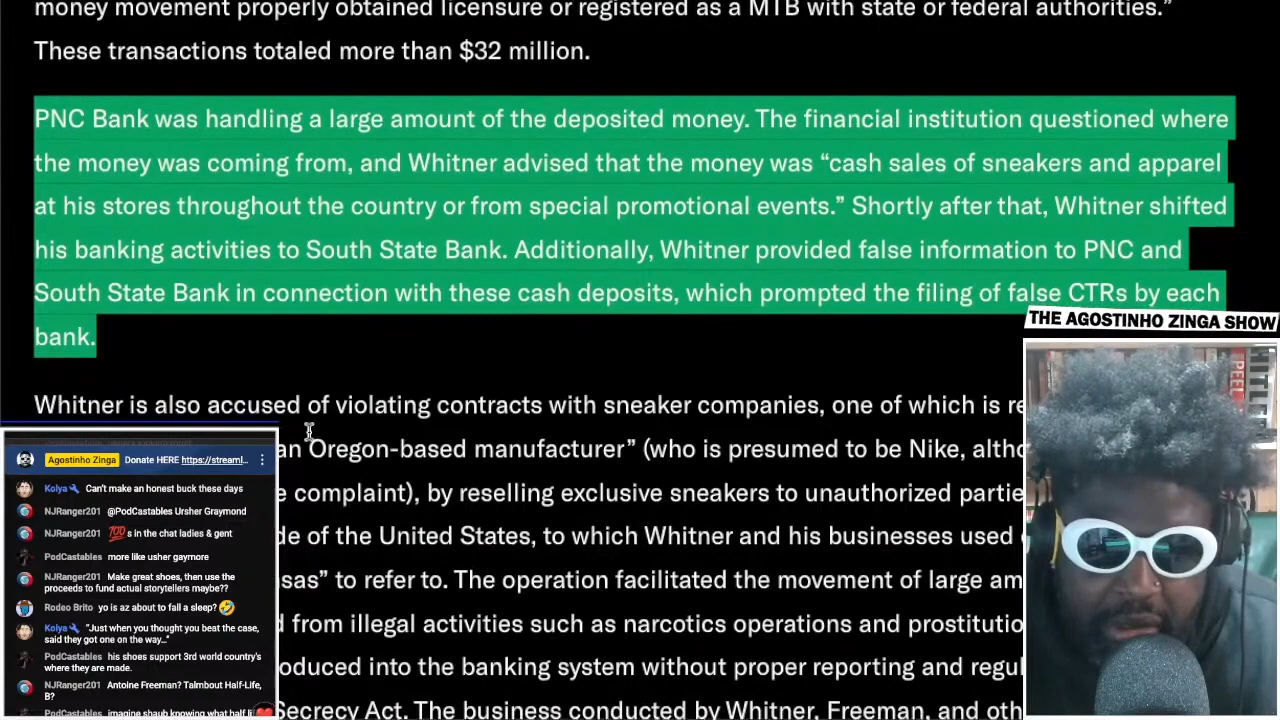 money movement properly obtained licensure or registered as a MTB with state or federal authorities.”
These transactions totaled more than $32 million.
PNC Bank was handling a large amount of the deposited money. The financial institution questioned where
the money was coming from, and Whitner advised that the money was “cash sales of sneakers and apparel
at his stores throughout the country or from special promotional events.” Shortly after that, Whitner shifted
his banking activities to South State Bank. Additionally, Whitner provided false information to PNC and
South State Bank in connection with these cash deposits, which prompted the filing of false CTRs by each
bank.
THE AGOSTINHO ZINGA SHOW
Whitner is also accused of violating contracts with sneaker companies, one of which is
an Oregon-based manufacturer” (who is presumed to be Nike,
complaint), by reselling exclusive sneakers to unauthorized
of the United States, to which Whitner and his businesses used
to refer to. The operation facilitated the movement of large
from illegal activities such as narcotics operations and
into the banking system without proper reporting and
Secrecy Act. The business conducted by Whitner, Freeman, and
Agostinho Zinga Donate HERE https://streaml...
Kolya Can't make an honest buck these days
NJRanger201 @PodCastables Ursher Graymond
NJRanger201 💯s in the chat ladies & gent
PodCastables more like usher gaymore
NJRanger201 Make great shoes, then use the
proceeds to fund actual storytellers maybe??
Rodeo Brito yo is az about to fall a sleep? 🤣
Kolya "Just when you thought you beat the case,
said they got one on the way..."
PodCastables his shoes support 3rd world country's
where they are made.
NJRanger201 Antoine Freeman? Talmbout Half-Life,
B?
PodCastables imagine shaub knowing what half